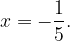 x = −1/5.